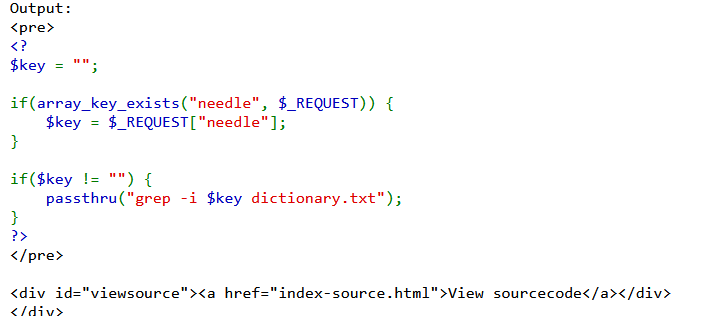 Output:
<pre>
<?
$key = "";
if(array_key_exists("needle", $_REQUEST)) {
    $key = $_REQUEST["needle"];
}
if($key != "") {
    passthru("grep -i $key dictionary.txt");
}
?>
</pre>
<div id="viewsource"><a href="index-source.html">View sourcecode</a></div>
</div>